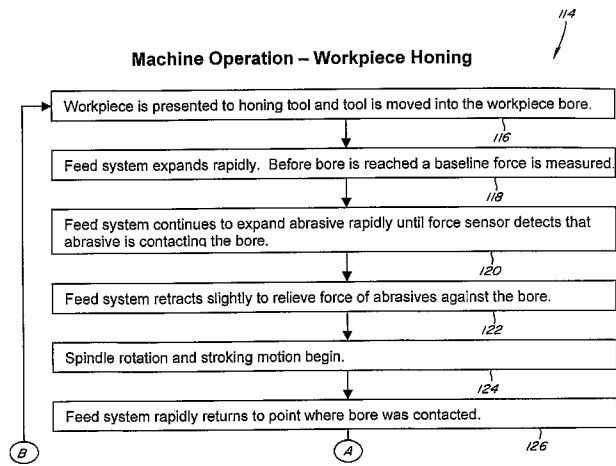 114
Machine Operation – Workpiece Honing
Workpiece is presented to honing tool and tool is moved into the workpiece bore.
116
Feed system expands rapidly. Before bore is reached a baseline force is measured.
118
Feed system continues to expand abrasive rapidly until force sensor detects that
abrasive is contacting the bore.
120
Feed system retracts slightly to relieve force of abrasives against the bore.
122
Spindle rotation and stroking motion begin.
124
Feed system rapidly returns to point where bore was contacted.
126
B
A